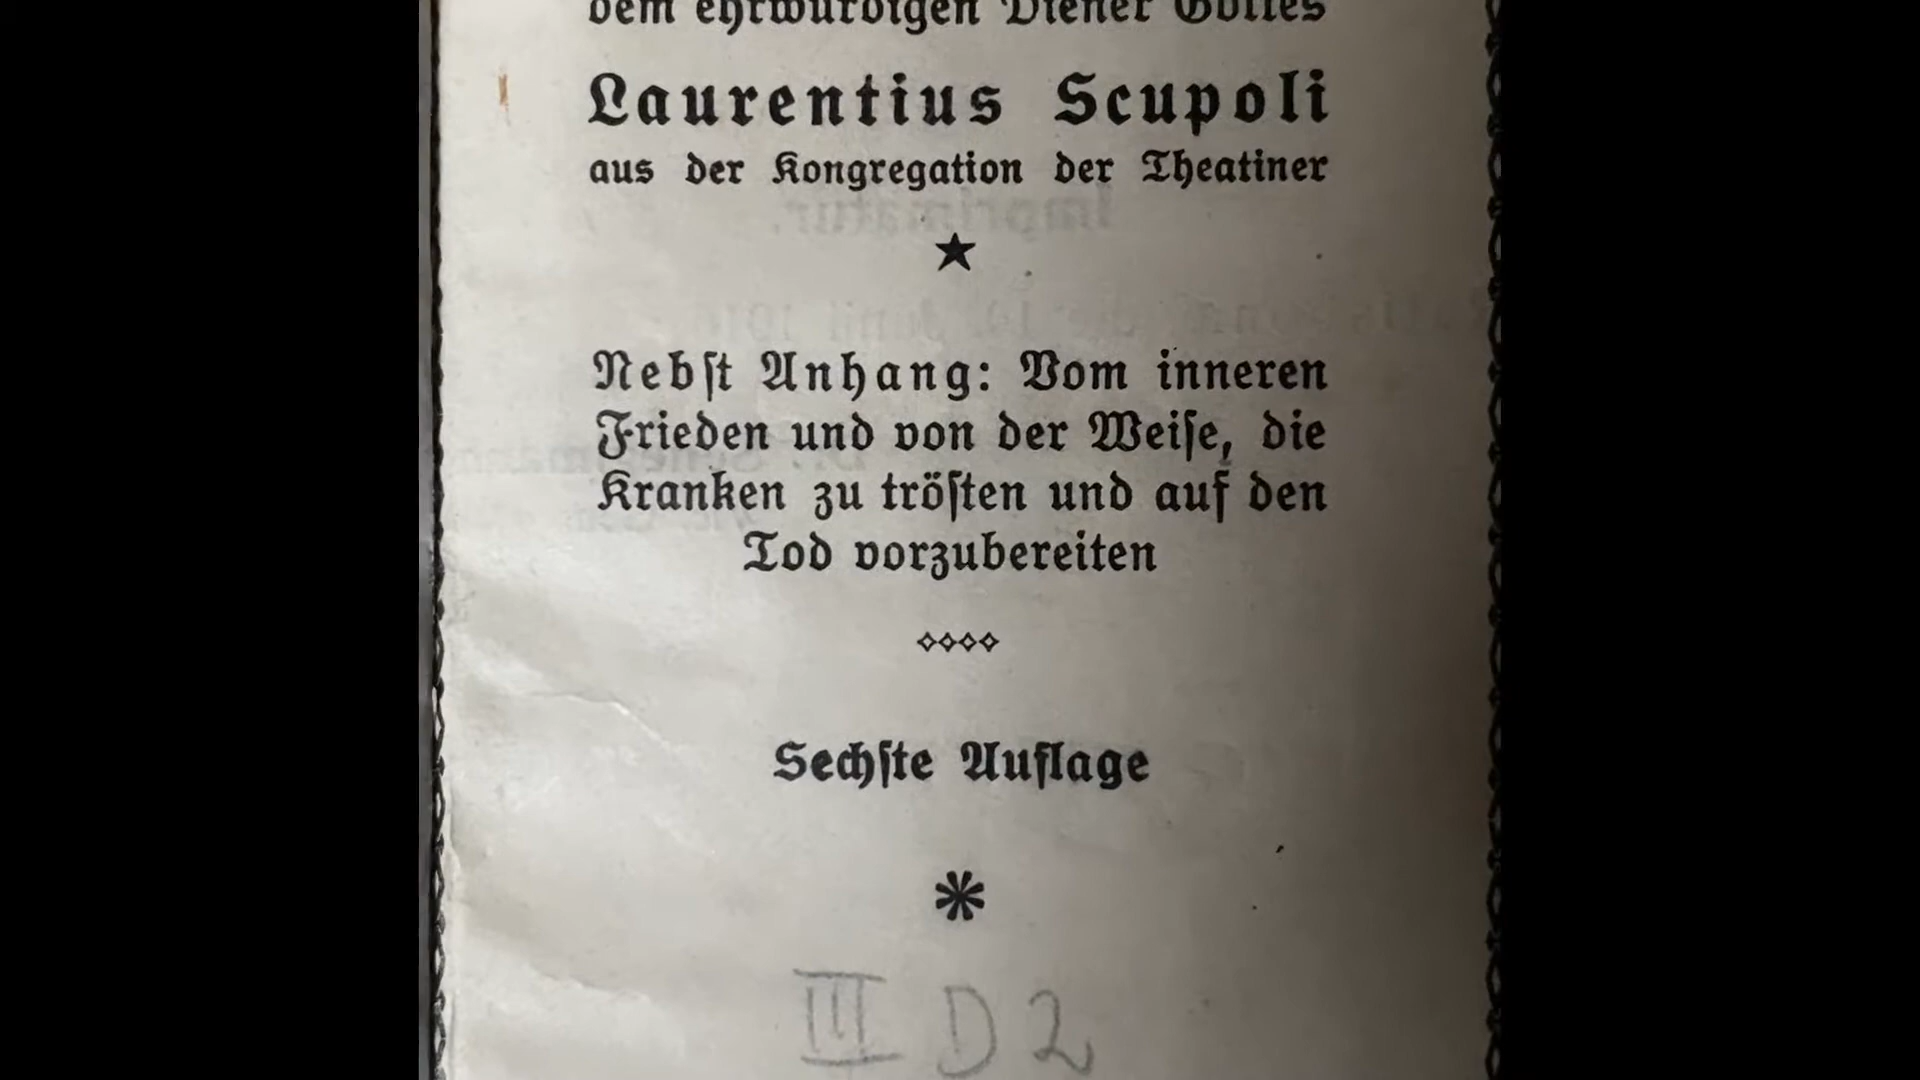 dem ehrwürdigen Diener Gottes
Laurentius Scupoli
aus der Kongregation der Theatiner
Nebſt Anhang: Vom inneren
Frieden und von der Weiſe, die
Kranken zu tröſten und auf den
Tod vorzubereiten
Sechſte Auflage
III D 2